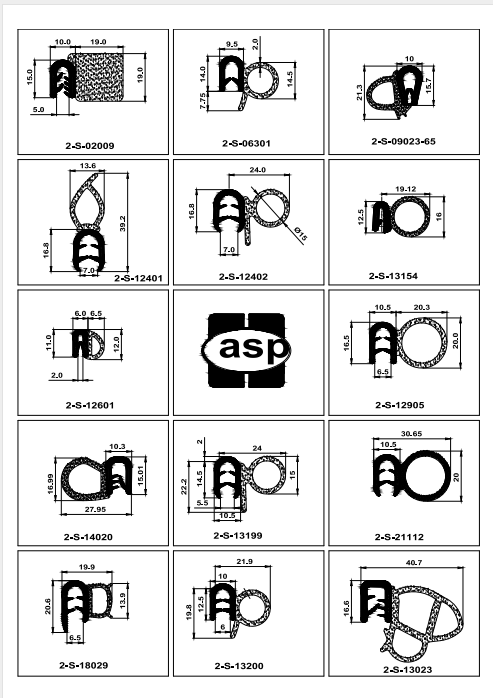 10.0 19.0
15.0 19.0
5.0
2-S-02009
9.5 2.0
14.0 14.5
7.75
2-S-06301
10
21.3 15.7
2-S-09023-65
13.6
39.2
16.8
7.0
2-S-12401
24.0
16.8
Ø15
7.0
2-S-12402
19.12
12.5 16
2-S-13154
6.0 6.5
11.0 12.0
2.0
2-S-12601
asp
10.5 20.3
16.5 20.0
6.5
2-S-12905
10.3
16.99 15.01
27.95
2-S-14020
2 24
22.2 14.5 15
5.5
10.5
2-S-13199
30.65
10.5
20
2-S-21112
19.9
20.6 13.9
6.5
2-S-18029
21.9
10
19.8 12.5
6
2-S-13200
40.7
16.6
2-S-13023